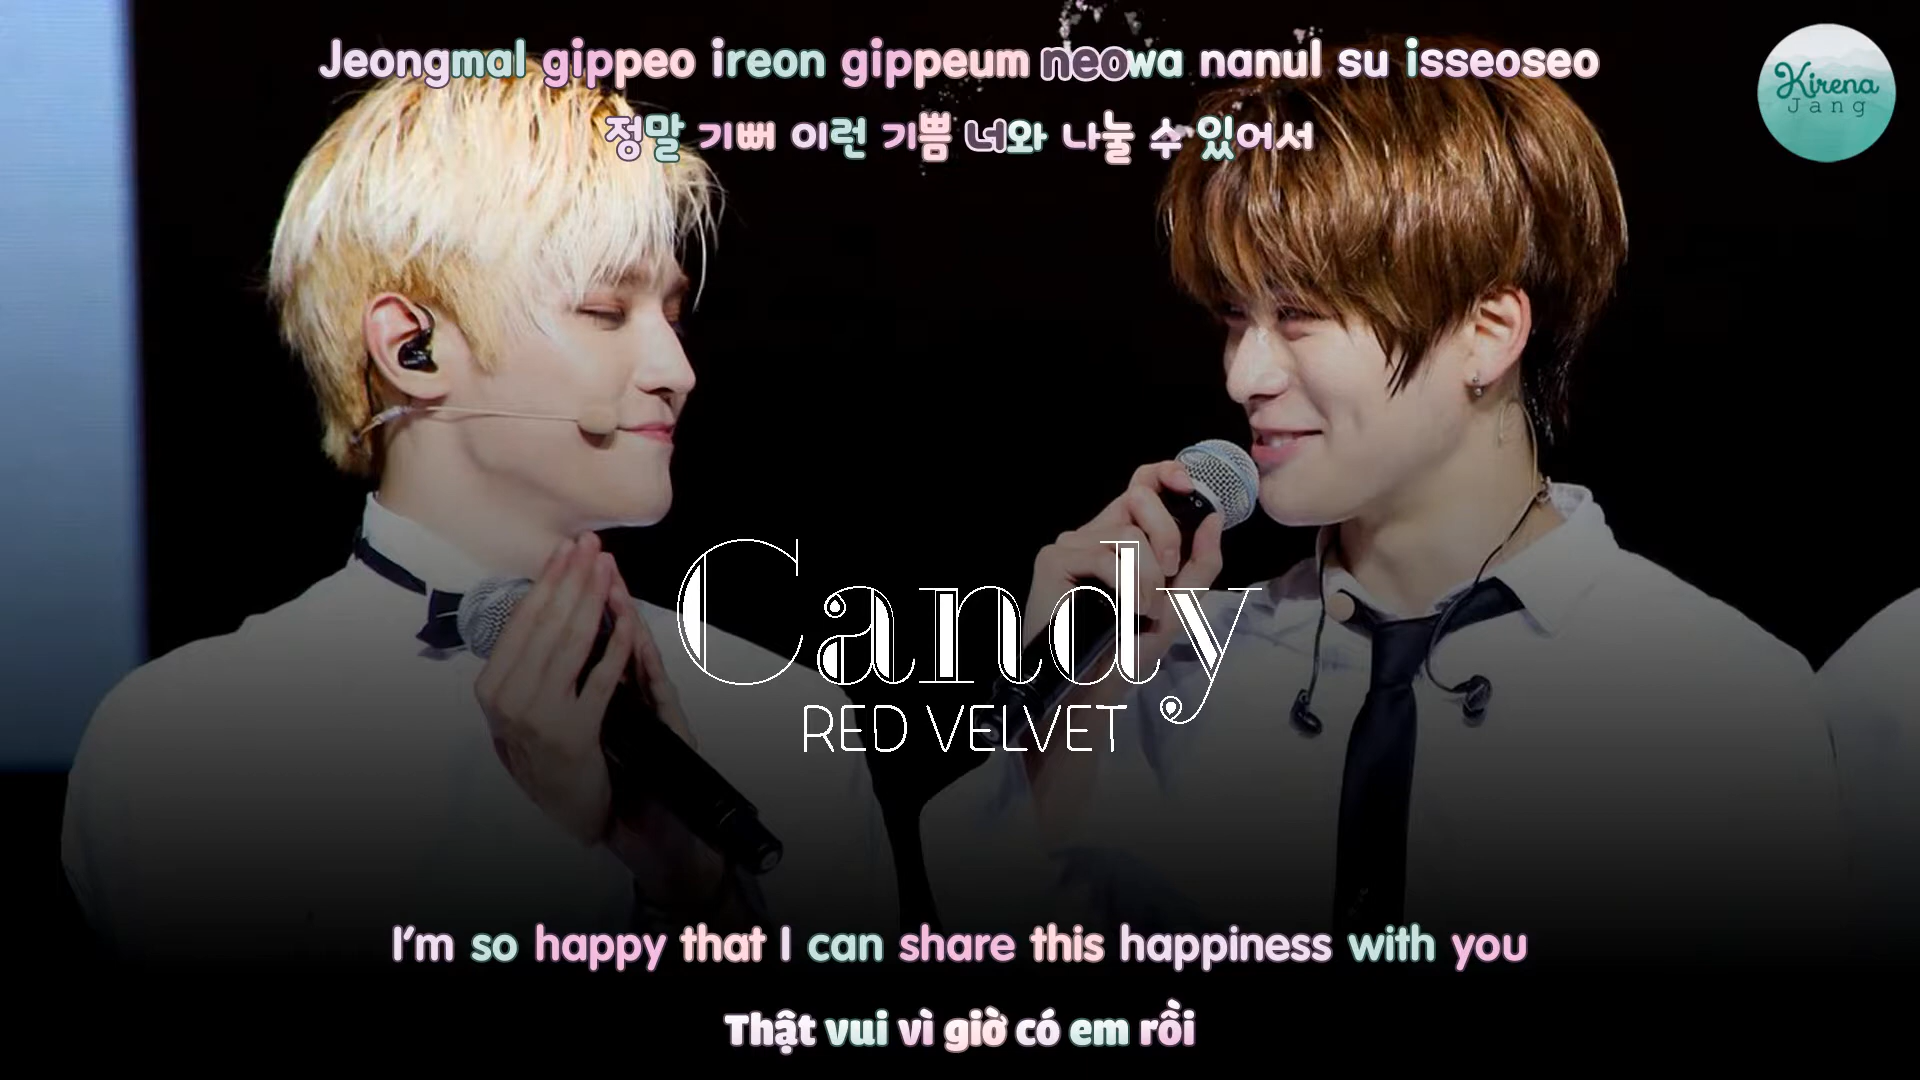 Jeongmal gippeo ireon gippeum neowa nanul su isseoseo
정말 기뻐 이런 기쁨 너와 나눌 수 있어서
Kirena
Jang
Candy
RED VELVET
I'm so happy that I can share this happiness with you
Thật vui vì giờ có em rồi